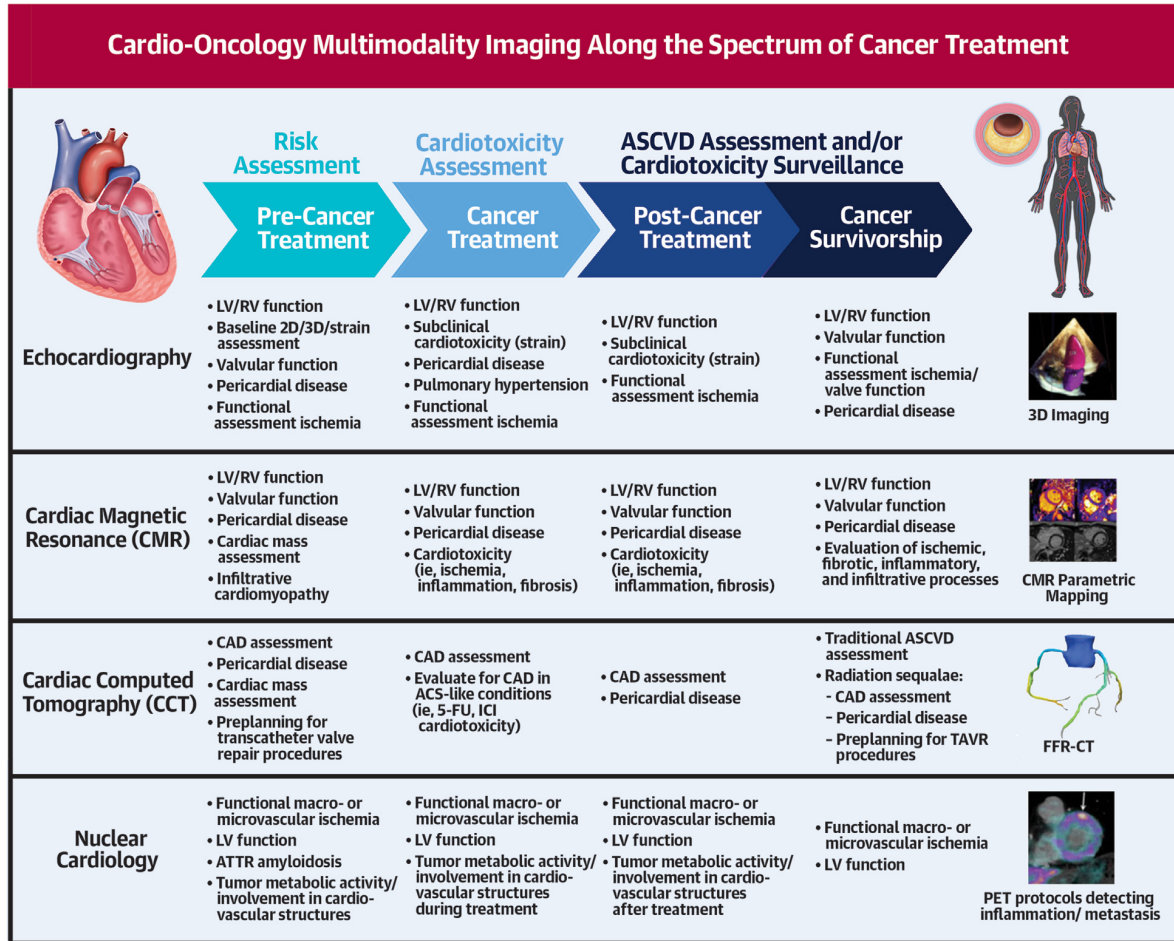 Cardio-Oncology Multimodality Imaging Along the Spectrum of Cancer Treatment
Risk
Assessment
Cardiotoxicity
Assessment
ASCVD Assessment and/or
Cardiotoxicity Surveillance
Pre-Cancer
Treatment
Cancer
Treatment
Post-Cancer
Treatment
Cancer
Survivorship
Echocardiography
• LV/RV function
• Baseline 2D/3D/strain
assessment
• Valvular function
• Pericardial disease
• Functional
assessment ischemia
• LV/RV function
• Subclinical
cardiotoxicity (strain)
• Pericardial disease
• Pulmonary hypertension
• Functional
assessment ischemia
• LV/RV function
• Subclinical
cardiotoxicity (strain)
• Functional
assessment ischemia
• LV/RV function
• Valvular function
• Functional
assessment ischemia/
valve function
• Pericardial disease
3D Imaging
Cardiac Magnetic
Resonance (CMR)
• LV/RV function
• Valvular function
• Pericardial disease
• Cardiac mass
assessment
• Infiltrative
cardiomyopathy
• LV/RV function
• Valvular function
• Pericardial disease
• Cardiotoxicity
(ie, ischemia,
inflammation, fibrosis)
• LV/RV function
• Valvular function
• Pericardial disease
• Cardiotoxicity
(ie, ischemia,
inflammation, fibrosis)
• LV/RV function
• Valvular function
• Pericardial disease
• Evaluation of ischemic,
fibrotic, inflammatory,
and infiltrative processes
CMR Parametric
Mapping
Cardiac Computed
Tomography (CCT)
• CAD assessment
• Pericardial disease
• Cardiac mass
assessment
• Preplanning for
transcatheter valve
repair procedures
• CAD assessment
• Evaluate for CAD in
ACS-like conditions
(ie, 5-FU, ICI
cardiotoxicity)
• CAD assessment
• Pericardial disease
• Traditional ASCVD
assessment
• Radiation sequalae:
- CAD assessment
- Pericardial disease
- Preplanning for TAVR
procedures
FFR-CT
Nuclear
Cardiology
• Functional macro- or
microvascular ischemia
• LV function
• ATTR amyloidosis
• Tumor metabolic activity/
involvement in cardio-
vascular structures
• Functional macro- or
microvascular ischemia
• LV function
• Tumor metabolic activity/
involvement in cardio-
vascular structures
during treatment
• Functional macro- or
microvascular ischemia
• LV function
• Tumor metabolic activity/
involvement in cardio-
vascular structures
after treatment
• Functional macro- or
microvascular ischemia
• LV function
PET protocols detecting
inflammation/ metastasis